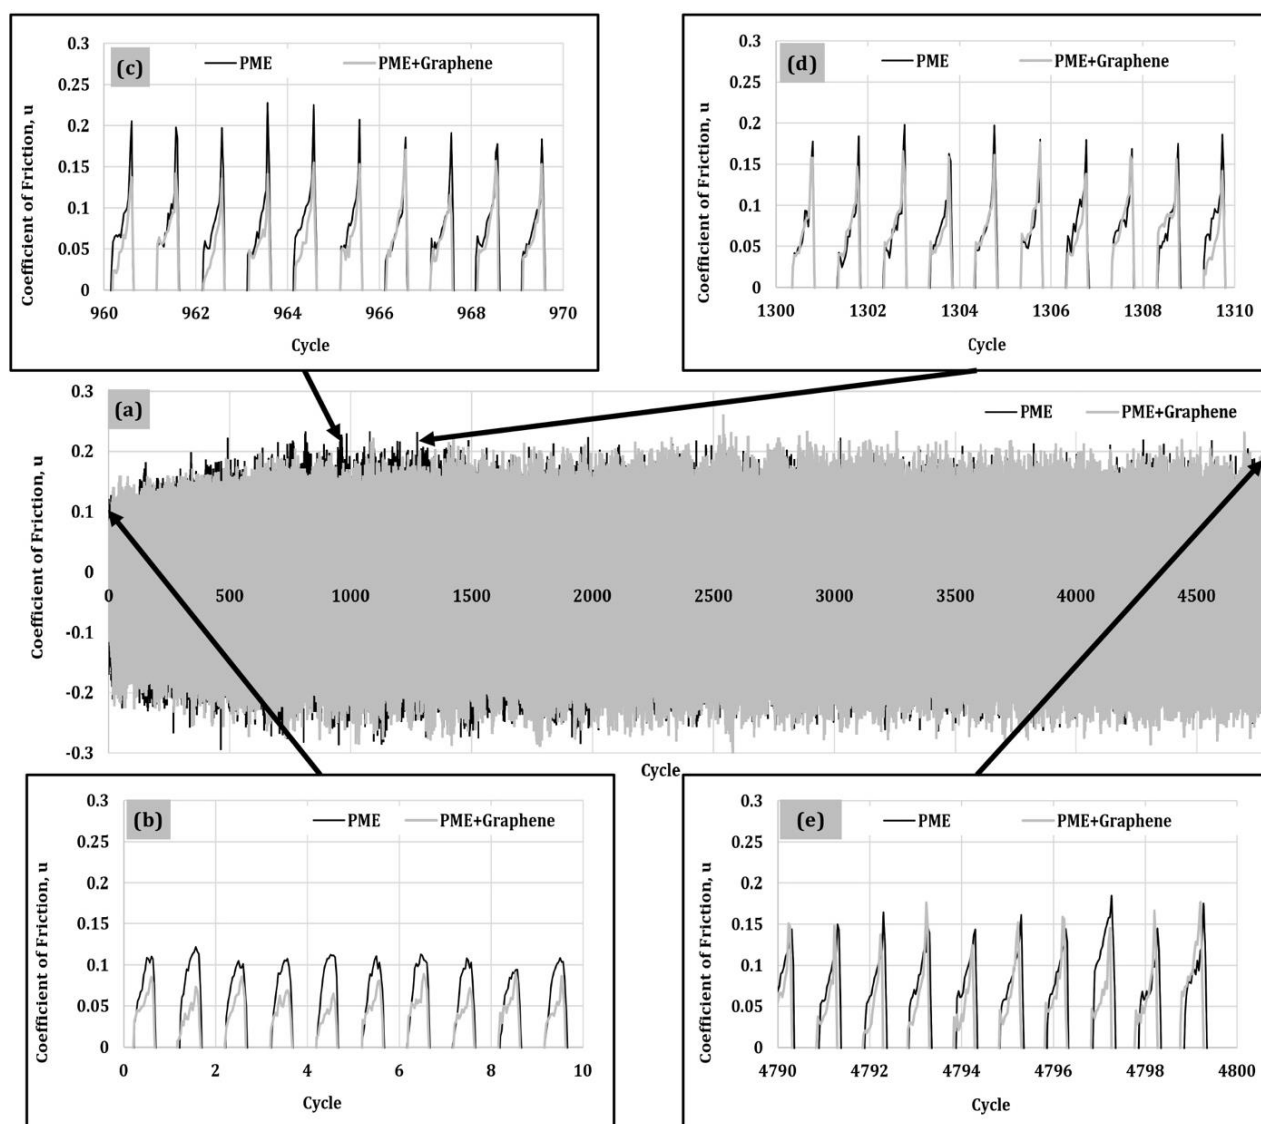 (c)
PME
PME+Graphene
Coefficient of Friction, u
0.3
0.25
0.2
0.15
0.1
0.05
0
960 962 964 966 968 970
Cycle
(d)
PME
PME+Graphene
Coefficient of Friction, u
0.3
0.25
0.2
0.15
0.1
0.05
0
1300 1302 1304 1306 1308 1310
Cycle
(a)
PME
PME+Graphene
Coefficient of Friction, u
0.3
0.2
0.1
0
-0.1
-0.2
-0.3
0 500 1000 1500 2000 2500 3000 3500 4000 4500
Cycle
(b)
PME
PME+Graphene
Coefficient of Friction, u
0.3
0.25
0.2
0.15
0.1
0.05
0
0 2 4 6 8 10
Cycle
(e)
PME
PME+Graphene
Coefficient of Friction, u
0.3
0.25
0.2
0.15
0.1
0.05
0
4790 4792 4794 4796 4798 4800
Cycle